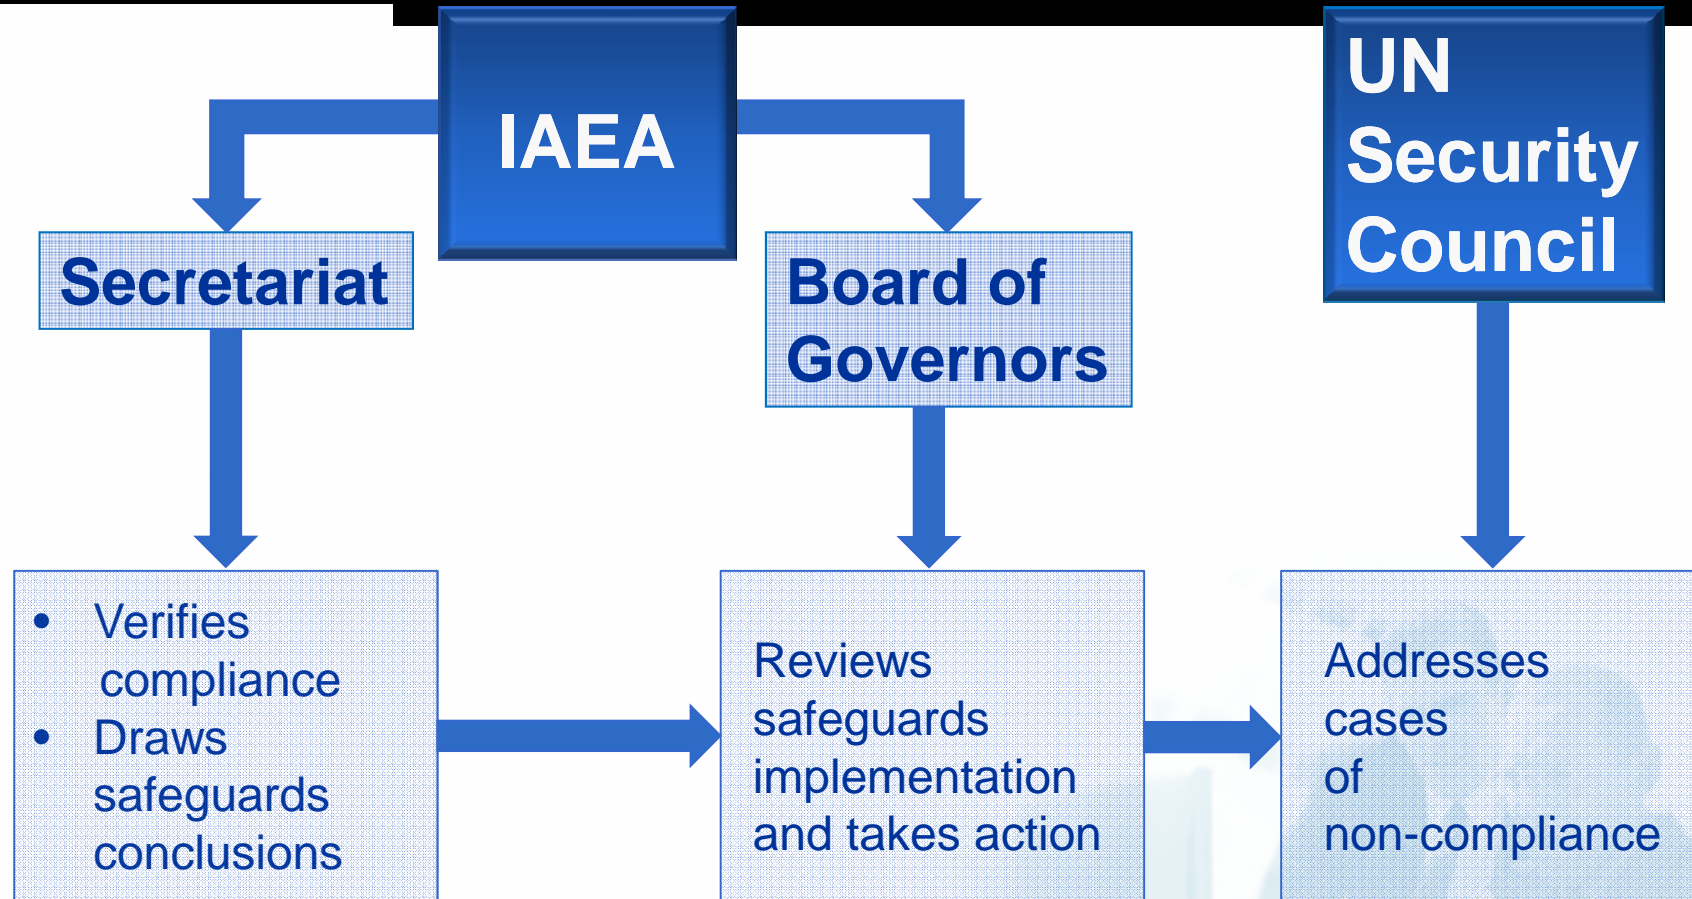 IAEA
UN
Security
Council
Secretariat
Board of
Governors
• Verifies
compliance
• Draws
safeguards
conclusions
Reviews
safeguards
implementation
and takes action
Addresses
cases
of
non-compliance